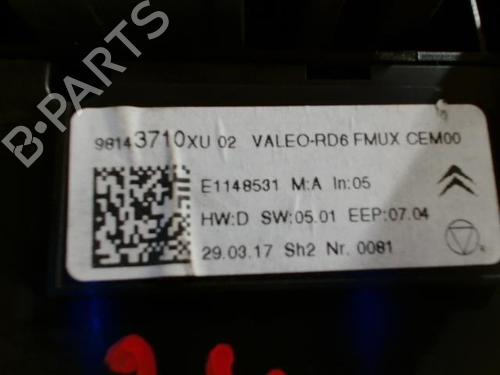 98143710XU 02 VALEO-RD6 FMUX CEM00
E1148531 M:A In:05
HW:D SW:05.01 EEP:07.04
29.03.17 Sh2 Nr. 0081
B-PARTS